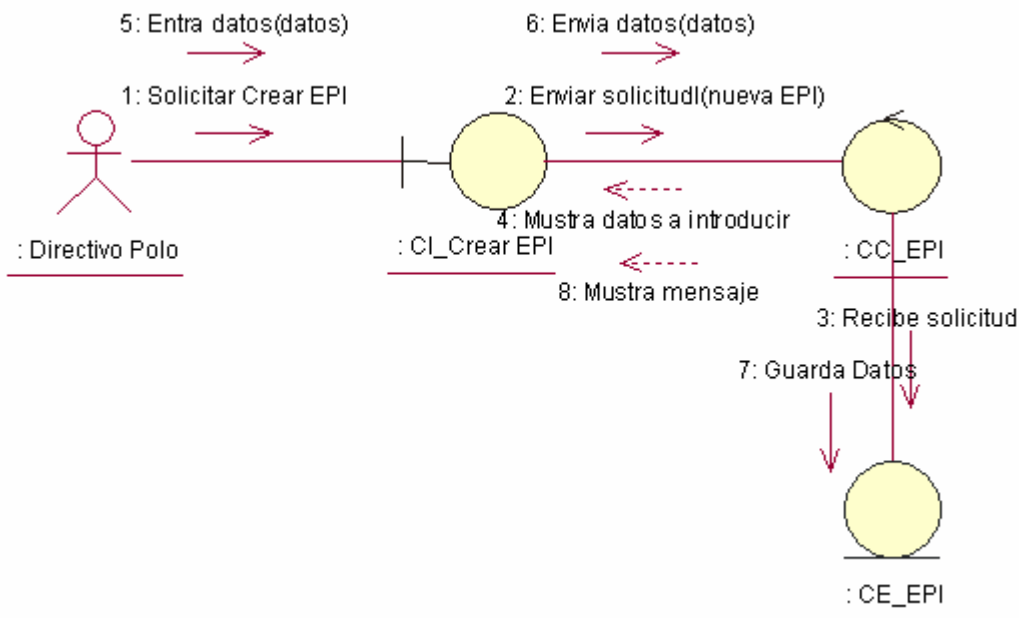 5: Entra datos(datos)
6: Envia datos(datos)
1: Solicitar Crear EPI
2: Enviar solicitudl(nueva EPI)
4: Mustra datos a introducir
: Directivo Polo
: CI_Crear EPI
: CC_EPI
8: Mustra mensaje
3: Recibe solicitud
7: Guarda Datos
: CE_EPI